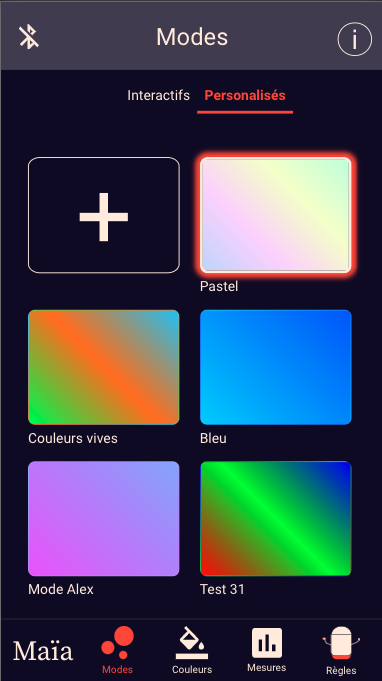 Modes
i
Interactifs Personalisés
Pastel
Couleurs vives Bleu
Mode Alex Test 31
Maïa Modes Couleurs Mesures Règles